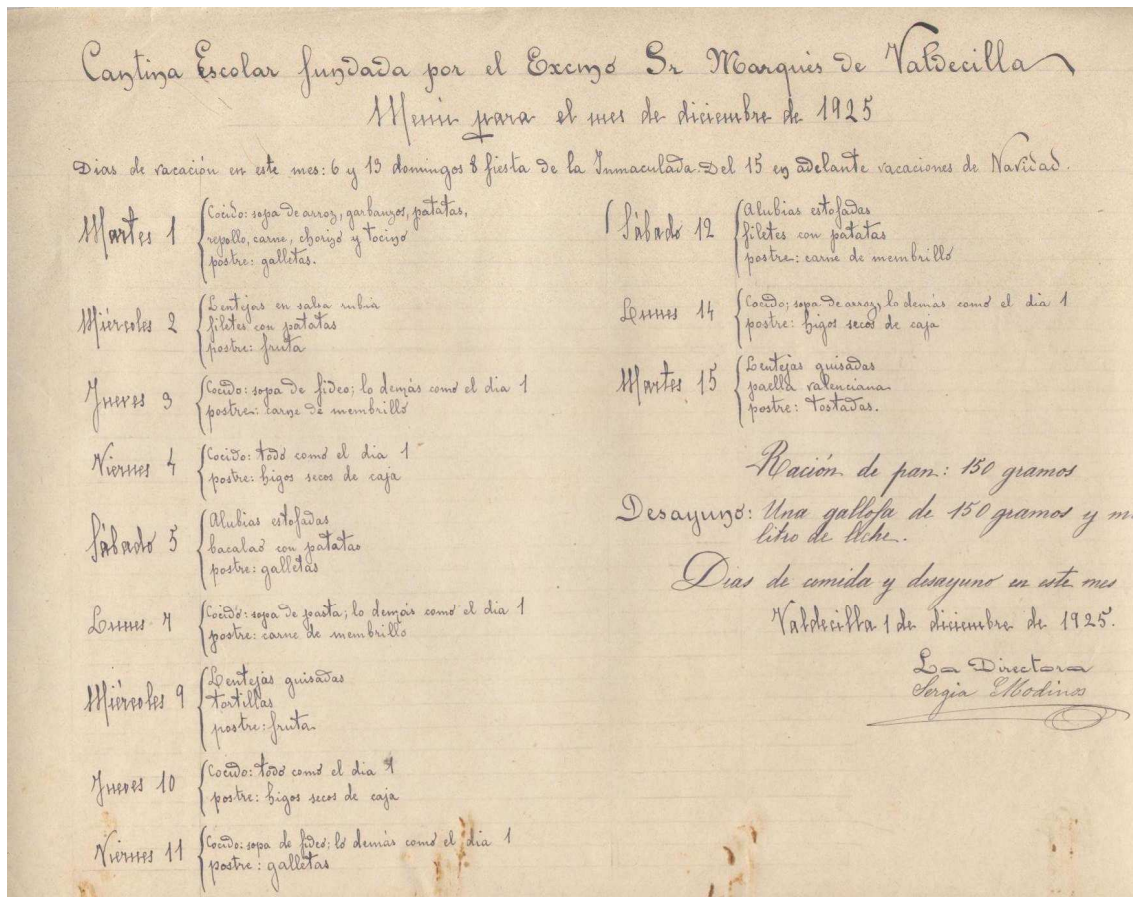 Cantina Escolar fundada por el Excmo Sr Marqués de Valdecilla
Menú para el mes de diciembre de 1925
Dias de vacación en este mes: 6 y 13 domingos 8 fiesta de la Inmaculada. Del 15 en adelante vacaciones de Navidad.
Martes 1
Cocido: sopa de arroz, garbanzos, patatas,
repollo, carne, chorizo y tocino
postre: galletas.
Miércoles 2
Lentejas en salsa rubia
filetes con patatas
postre: fruta
Jueves 3
Cocido: sopa de fideo; lo demás como el dia 1
postre: carne de membrillo
Viernes 4
Cocido: todo como el dia 1
postre: higos secos de caja
Sábado 5
Alubias estofadas
bacalao con patatas
postre: galletas
Lunes 7
Cocido: sopa de pasta; lo demás como el dia 1
postre: carne de membrillo
Miércoles 9
Lentejas guisadas
tortillas
postre: fruta
Jueves 10
Cocido: todo como el dia 1
postre: higos secos de caja
Viernes 11
Cocido: sopa de fideo; lo demás como el dia 1
postre: galletas
Sábado 12
Alubias estofadas
filetes con patatas
postre: carne de membrillo
Lunes 14
Cocido; sopa de arroz, lo demás como el dia 1
postre: higos secos de caja
Martes 15
Lentejas guisadas
paella valenciana
postre: tostadas.
Ración de pan: 150 gramos
Desayuno: Una gallofa de 150 gramos y
litro de leche.
Dias de comida y desayuno en este mes
Valdecilla 1 de diciembre de 1925.
La Directora
Sergia Modinos